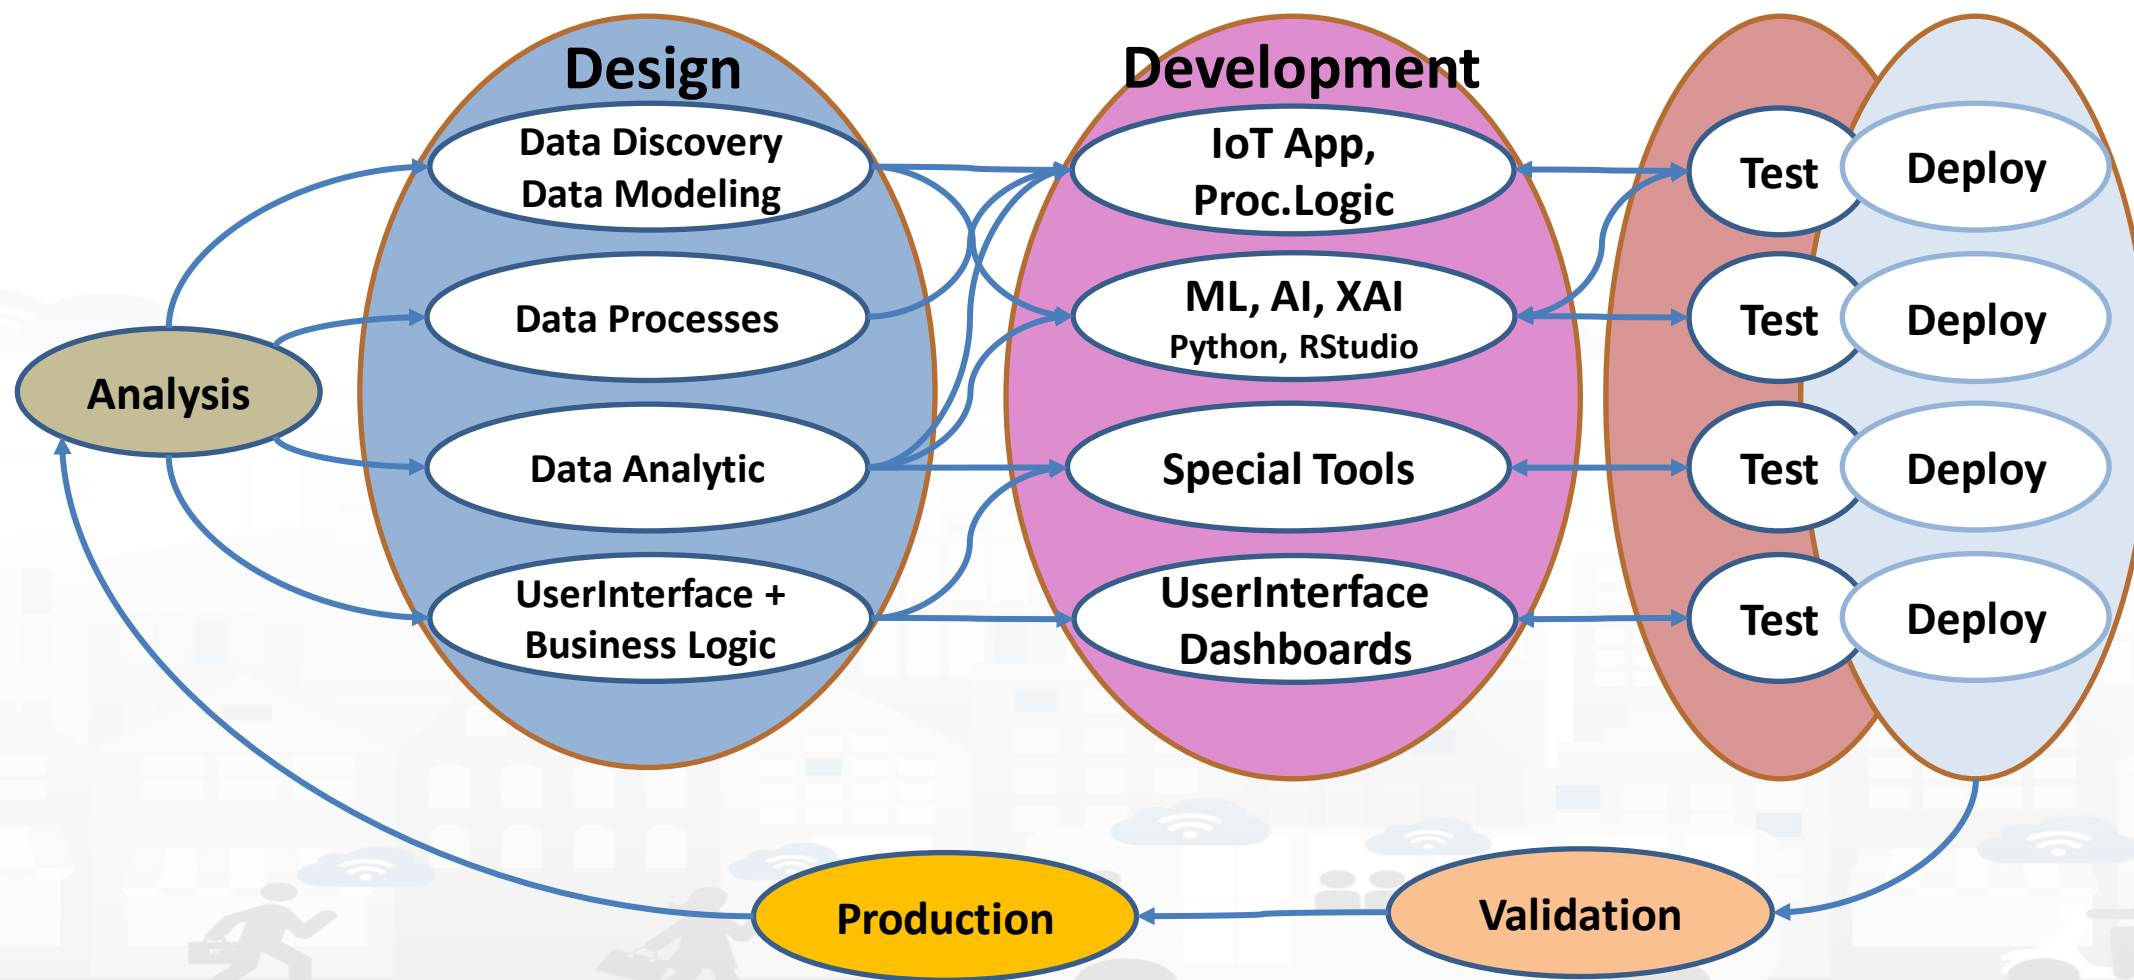 Design
Data Discovery
Data Modeling
Data Processes
Data Analytic
UserInterface +
Business Logic
Development
IoT App,
Proc.Logic
ML, AI, XAI
Python, RStudio
Special Tools
UserInterface
Dashboards
Test
Deploy
Test
Deploy
Test
Deploy
Test
Deploy
Analysis
Production
Validation